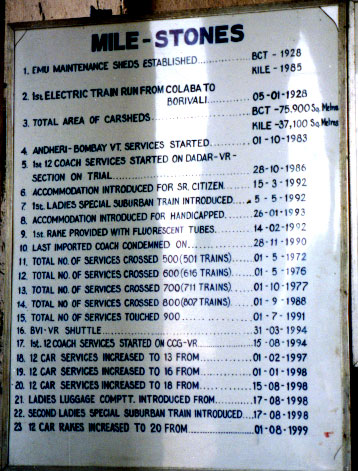 MILE-STONES
1. EMU MAINTENANCE SHEDS ESTABLISHED..... BCT - 1928
KILE - 1985
2. 1st ELECTRIC TRAIN RUN FROM COLABA TO
BORIVALI..... 05-01-1928
3. TOTAL AREA OF CARSHEDS BCT - 75,900 Sq. Metres
KILE - 37,100 Sq. Metres
4. ANDHERI-BOMBAY VT. SERVICES STARTED..... 01-10-1983
5. 1st 12 COACH SERVICES STARTED ON DADAR-VR-
SECTION ON TRIAL..... 28-10-1986
6. ACCOMMODATION INTRODUCED FOR SR. CITIZEN. 15-3-1992
7. 1st. LADIES SPECIAL SUBURBAN TRAIN INTRODUCED... 5-5-1992
8. ACCOMMODATION INTRODUCED FOR HANDICAPPED. 26-01-1993
9. 1st RAKE PROVIDED WITH FLUORESCENT TUBES. 14-02-1992
10 LAST IMPORTED COACH CONDEMNED ON..... 28-11-1990
11. TOTAL NO. OF SERVICES CROSSED 500 (501 TRAINS)... 01-5-1972
12. TOTAL NO. OF SERVICES CROSSED 600 (616 TRAINS). 01-5-1976
13. TOTAL NO. OF SERVICES CROSSED 700 (711 TRAINS). 01-10-1977
14. TOTAL NO. OF SERVICES CROSSED 800 (807 TRAINS). 01-9-1988
15. TOTAL NO. OF SERVICES TOUCHED 900..... 01-7-1991
16. BVI-VR SHUTTLE..... 31-03-1994
17. 1st. 12 COACH SERVICES STARTED ON CCG-VR..... 15-08-1994
18. 12 CAR SERVICES INCREASED TO 13 FROM..... 01-02-1997
19. 12 CAR SERVICES INCREASED TO 16 FROM..... 01-01-1998
20. 12 CAR SERVICES INCREASED TO 18 FROM..... 15-08-1998
21. LADIES LUGGAGE COMPTT. INTRODUCED FROM..... 17-08-1998
22. SECOND LADIES SPECIAL SUBURBAN TRAIN INTRODUCED... 17-08-1998
23 12 CAR RAKES INCREASED TO 20 FROM..... 01-08-1999